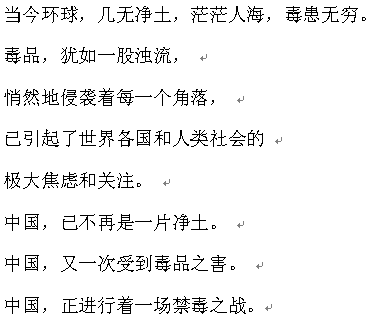 当今环球，几无净土，茫茫人海，毒患无穷。
毒品，犹如一股浊流，
悄然地侵袭着每一个角落，
已引起了世界各国和人类社会的
极大焦虑和关注。
中国，已不再是一片净土。
中国，又一次受到毒品之害。
中国，正进行着一场禁毒之战。